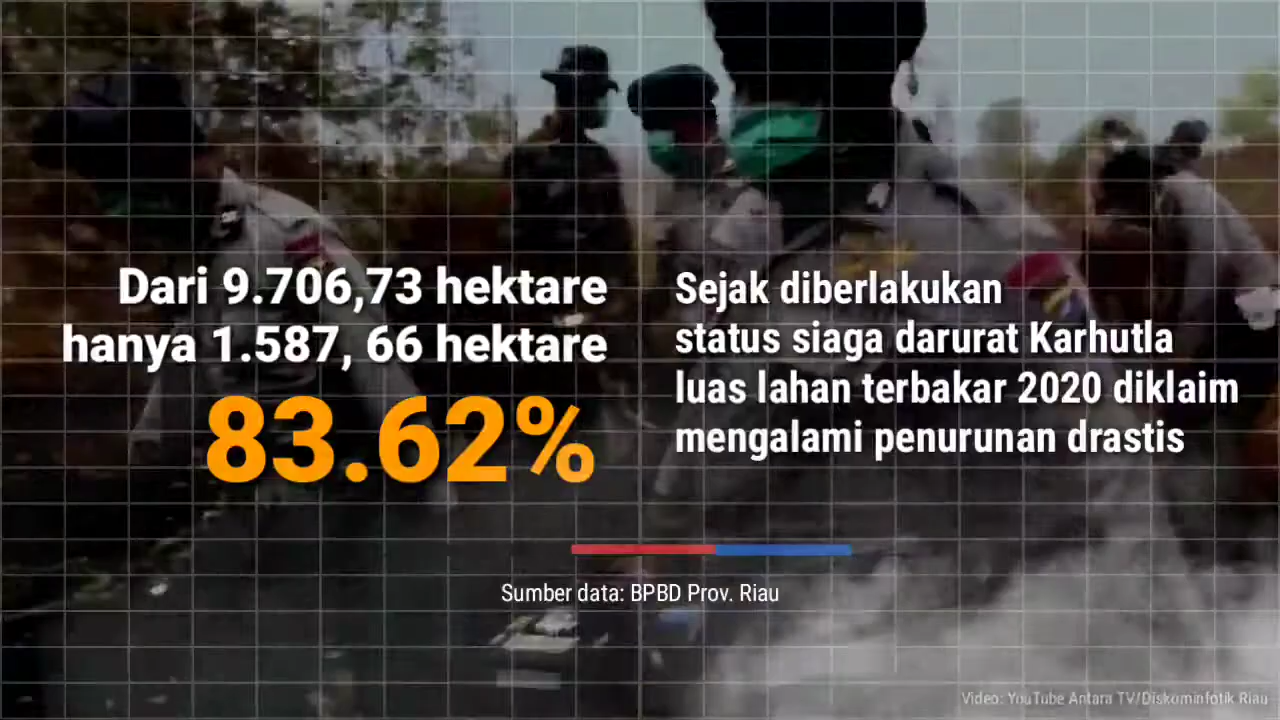 Dari 9.706,73 hektare
hanya 1.587, 66 hektare
83.62%
Sejak diberlakukan
status siaga darurat Karhutla
luas lahan terbakar 2020 diklaim
mengalami penurunan drastis
Sumber data: BPBD Prov. Riau
Video: YouTube Antara TV/Diskominfotik Riau